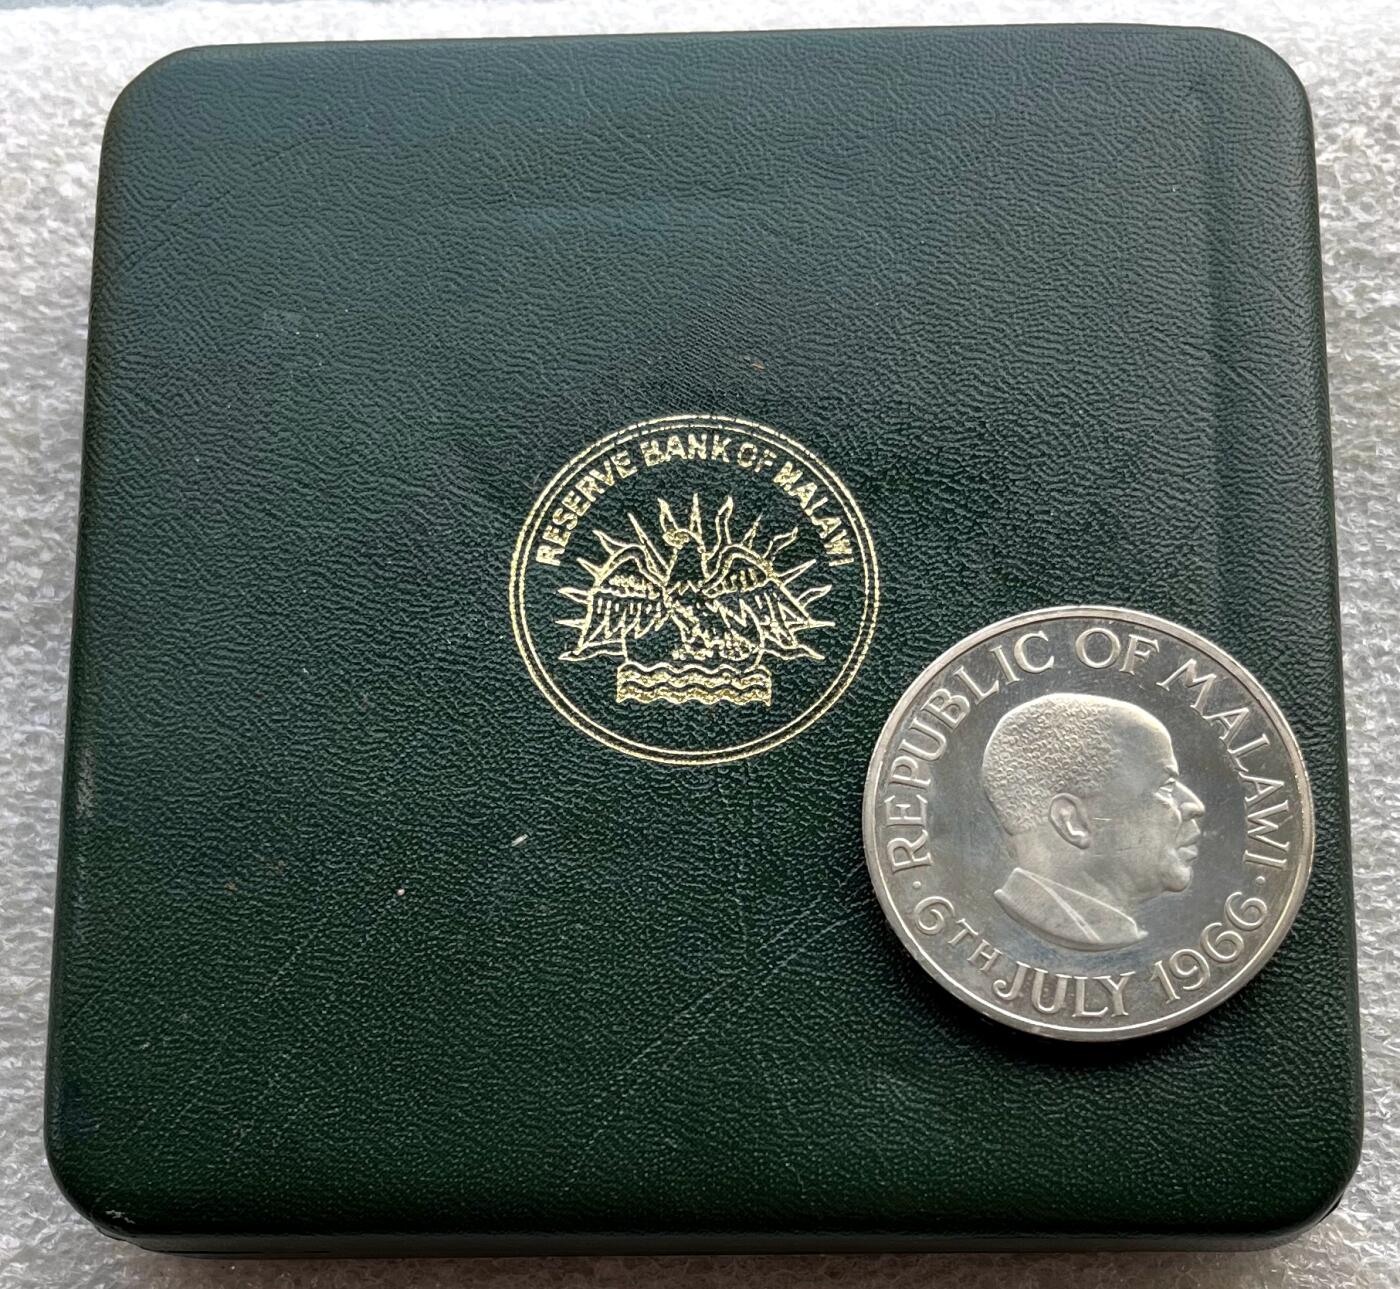 RESERVE BANK OF MALAWI
REPUBLIC OF MALAWI
· 6TH JULY 1966 ·